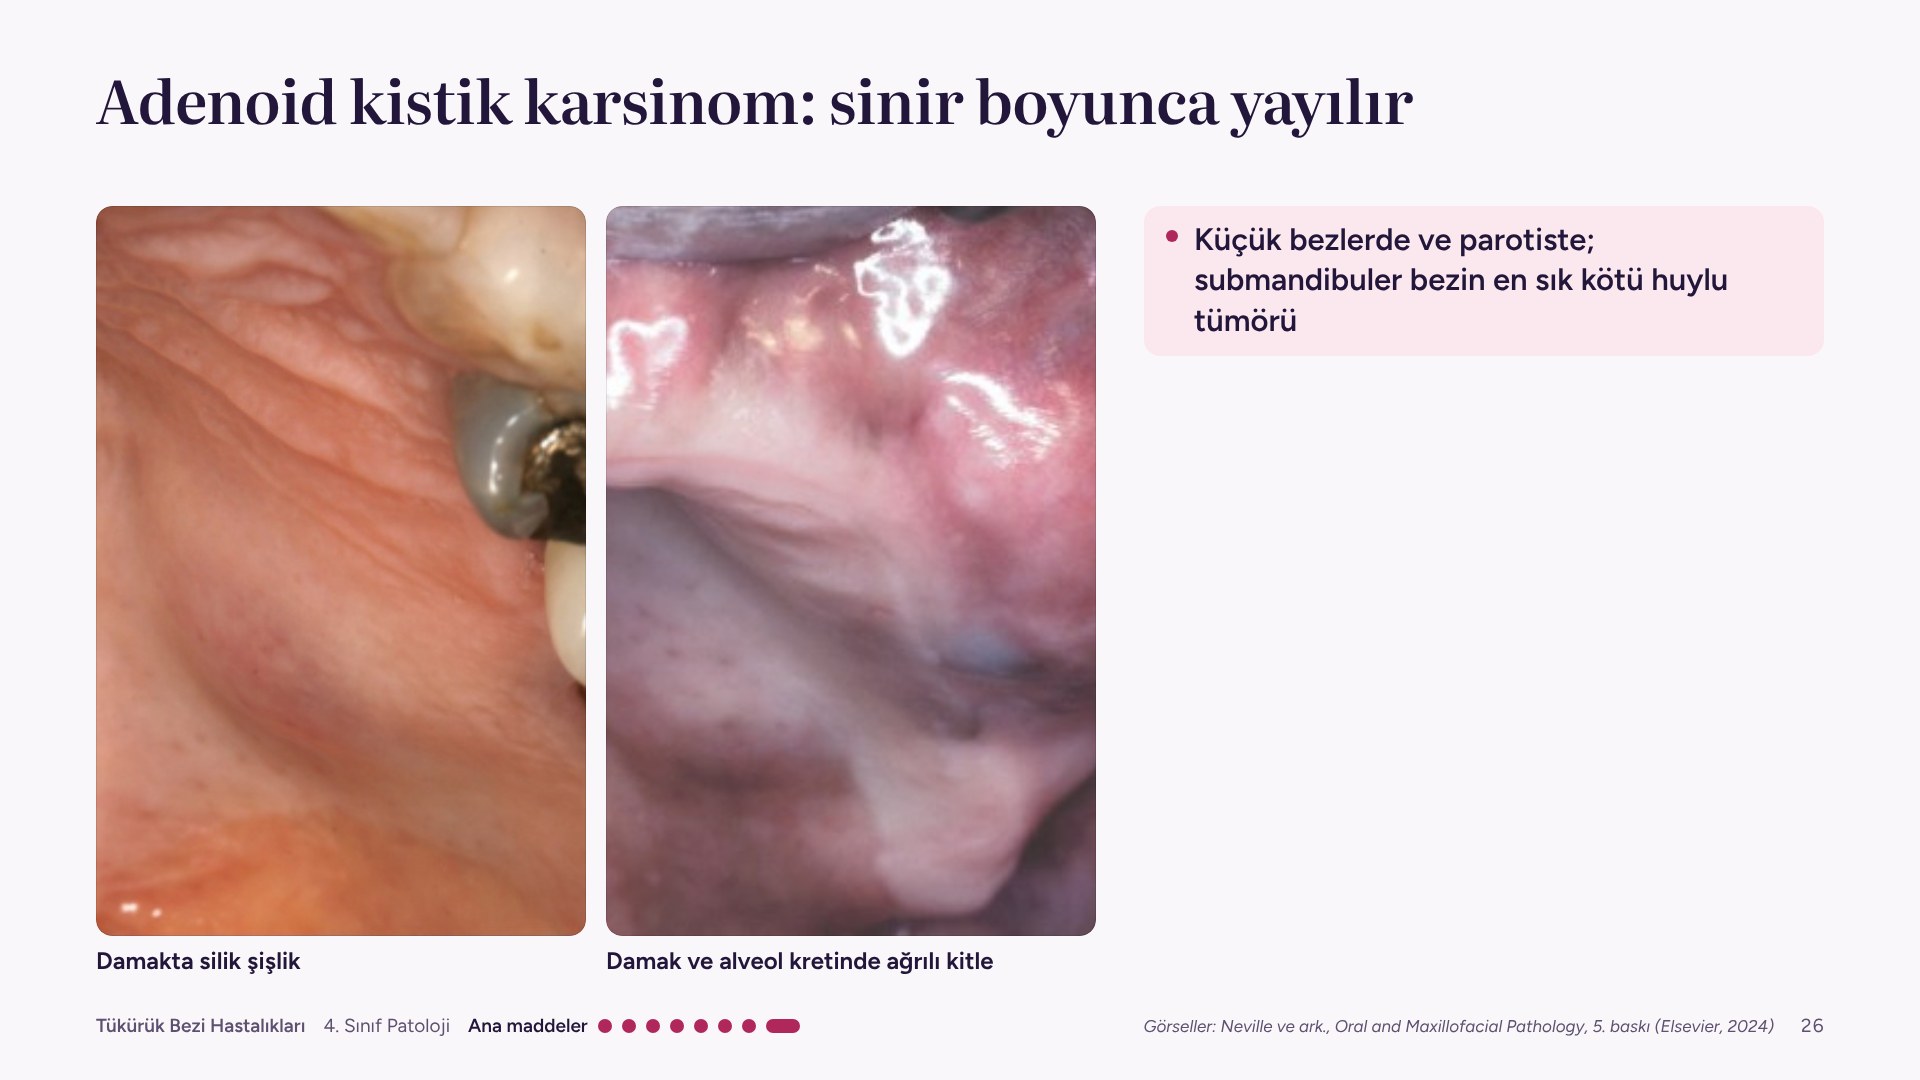 Adenoid kistik karsinom: sinir boyunca yayılır
Küçük bezlerde ve parotiste;
submandibuler bezin en sık kötü huylu
tümörü
Damakta silik şişlik
Damak ve alveol kretinde ağrılı kitle
Tükürük Bezi Hastalıkları 4. Sınıf Patoloji Ana maddeler
Görseller: Neville ve ark., Oral and Maxillofacial Pathology, 5. baskı (Elsevier, 2024) 26